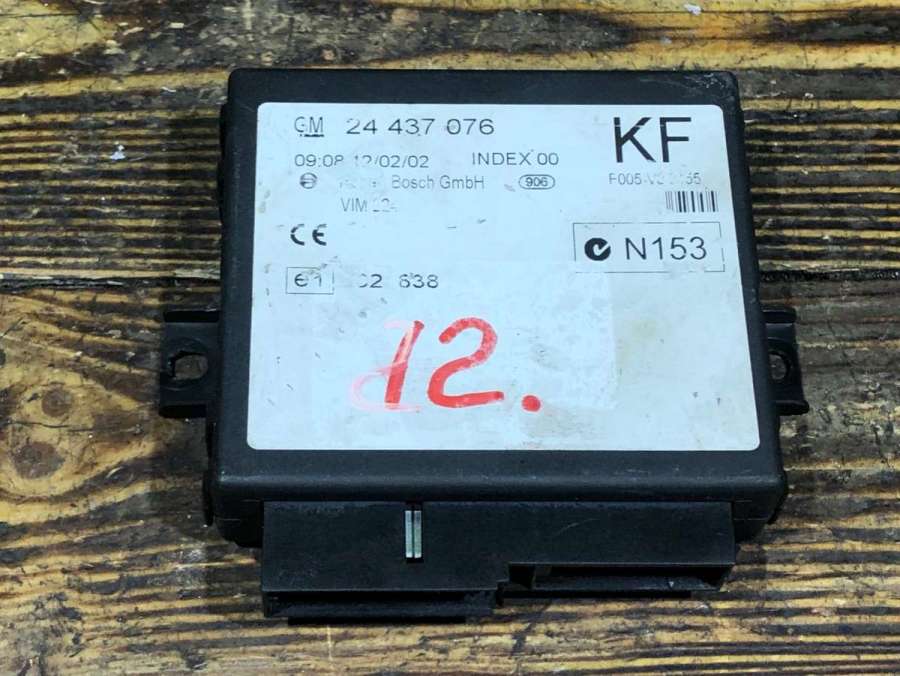 GM 24 437 076
KF
09:08 12/02/02 INDEX 00
Bosch GmbH 906
VIM
CE
N153
e1 638
12.